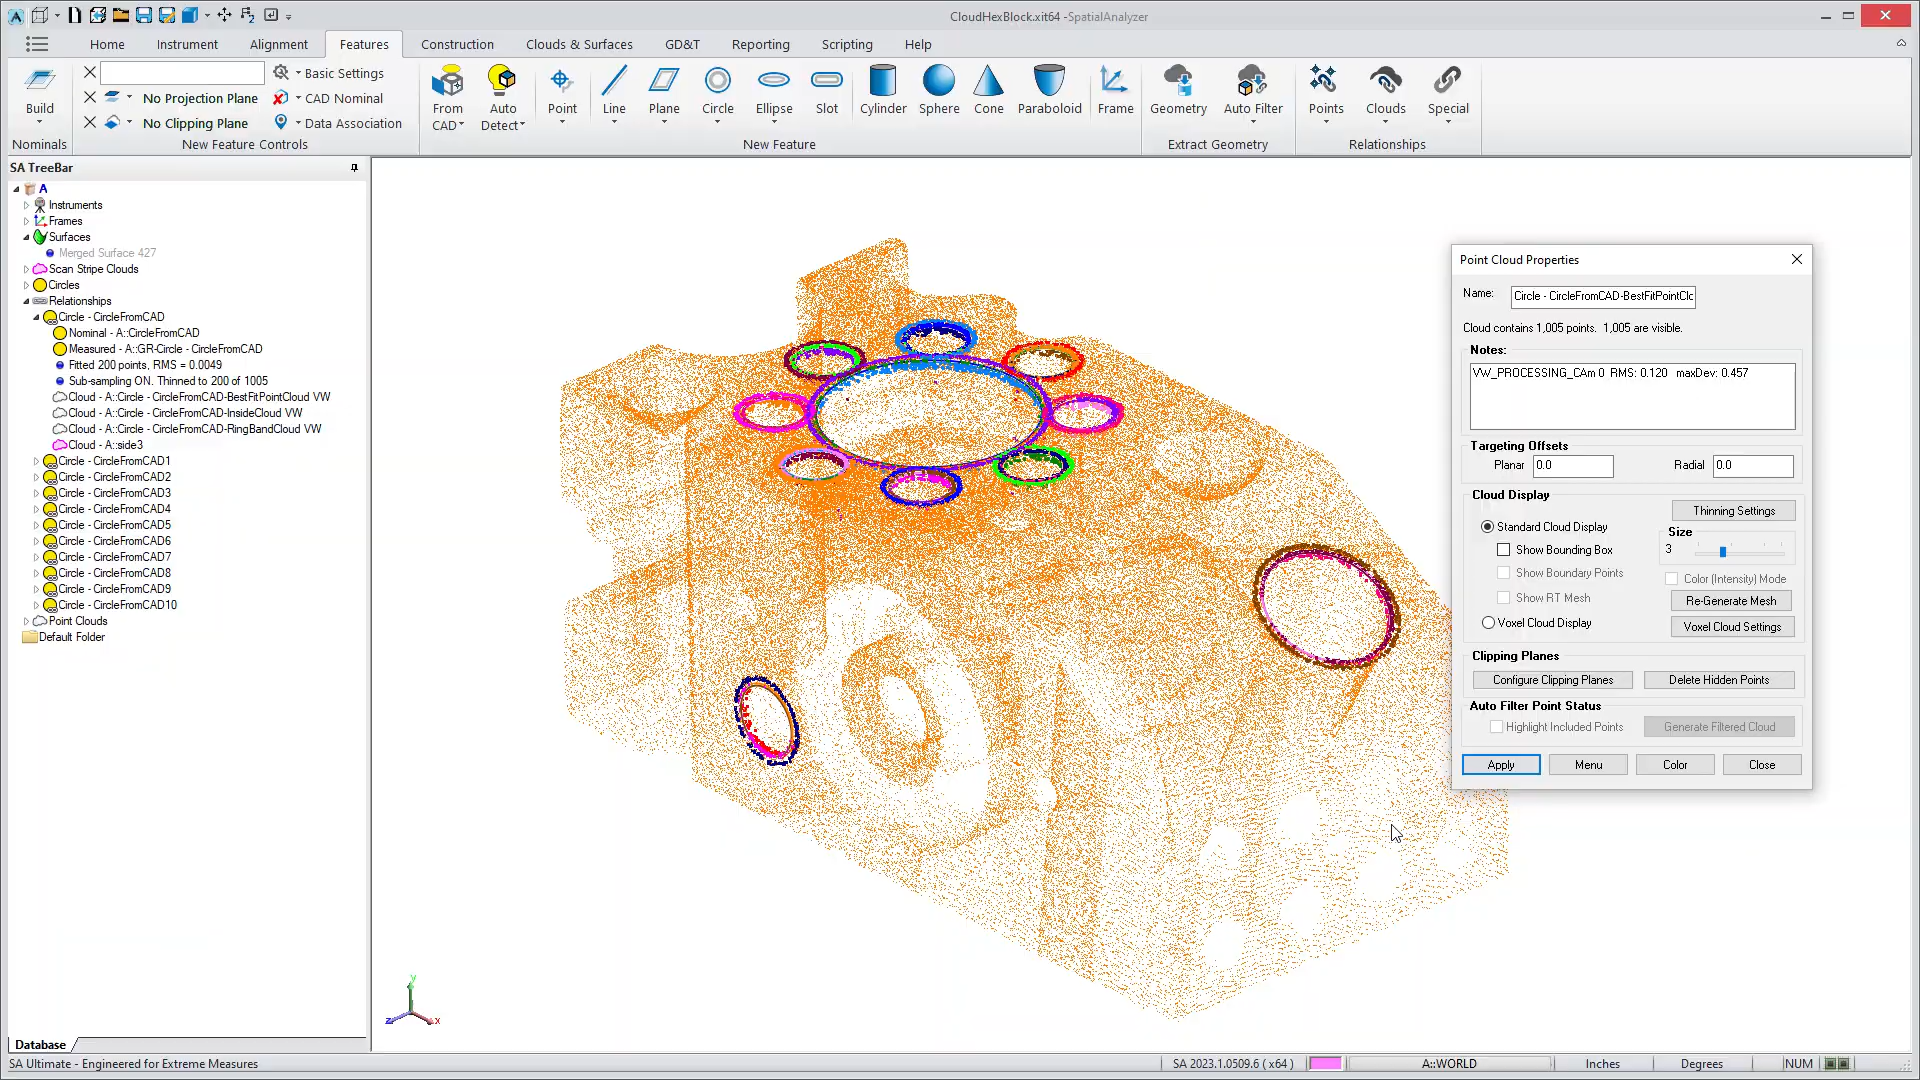 CloudHexBlock.xit64 -SpatialAnalyzer
Home Instrument Alignment Features Construction Clouds & Surfaces GD&T Reporting Scripting Help
Build
Nominals
Basic Settings
No Projection Plane CAD Nominal
No Clipping Plane Data Association
New Feature Controls
From CAD
Auto Detect
Point
Line
Plane
Circle
Ellipse
Slot
Cylinder
Sphere
Cone
Paraboloid
Frame
New Feature
Geometry
Auto Filter
Extract Geometry
Points
Clouds
Special
Relationships
SA TreeBar
A
Instruments
Frames
Surfaces
Merged Surface 427
Scan Stripe Clouds
Circles
Relationships
Circle - CircleFromCAD
Nominal - A::CircleFromCAD
Measured - A::GR-Circle - CircleFromCAD
Fitted 200 points, RMS = 0.0049
Sub-sampling ON. Thinned to 200 of 1005
Cloud - A::Circle - CircleFromCAD-BestFitPointCloud VW
Cloud - A::Circle - CircleFromCAD-InsideCloud VW
Cloud - A::Circle - CircleFromCAD-RingBandCloud VW
Cloud - A::side3
Circle - CircleFromCAD1
Circle - CircleFromCAD2
Circle - CircleFromCAD3
Circle - CircleFromCAD4
Circle - CircleFromCAD5
Circle - CircleFromCAD6
Circle - CircleFromCAD7
Circle - CircleFromCAD8
Circle - CircleFromCAD9
Circle - CircleFromCAD10
Point Clouds
Default Folder
Database
Y
Z X
Point Cloud Properties
Name: Circle - CircleFromCAD-BestFitPointClc
Cloud contains 1,005 points. 1,005 are visible.
Notes:
VW_PROCESSING_CAm 0 RMS: 0.120 maxDev: 0.457
Targeting Offsets
Planar 0.0 Radial 0.0
Cloud Display
Thinning Settings
Standard Cloud Display
Size
3
Show Bounding Box
Show Boundary Points
Color (Intensity) Mode
Show RT Mesh
Re-Generate Mesh
Voxel Cloud Display
Voxel Cloud Settings
Clipping Planes
Configure Clipping Planes Delete Hidden Points
Auto Filter Point Status
Highlight Included Points Generate Filtered Cloud
Apply Menu Color Close
SA Ultimate - Engineered for Extreme Measures SA 2023.1.0509.6 ( x64 ) A::WORLD Inches Degrees NUM